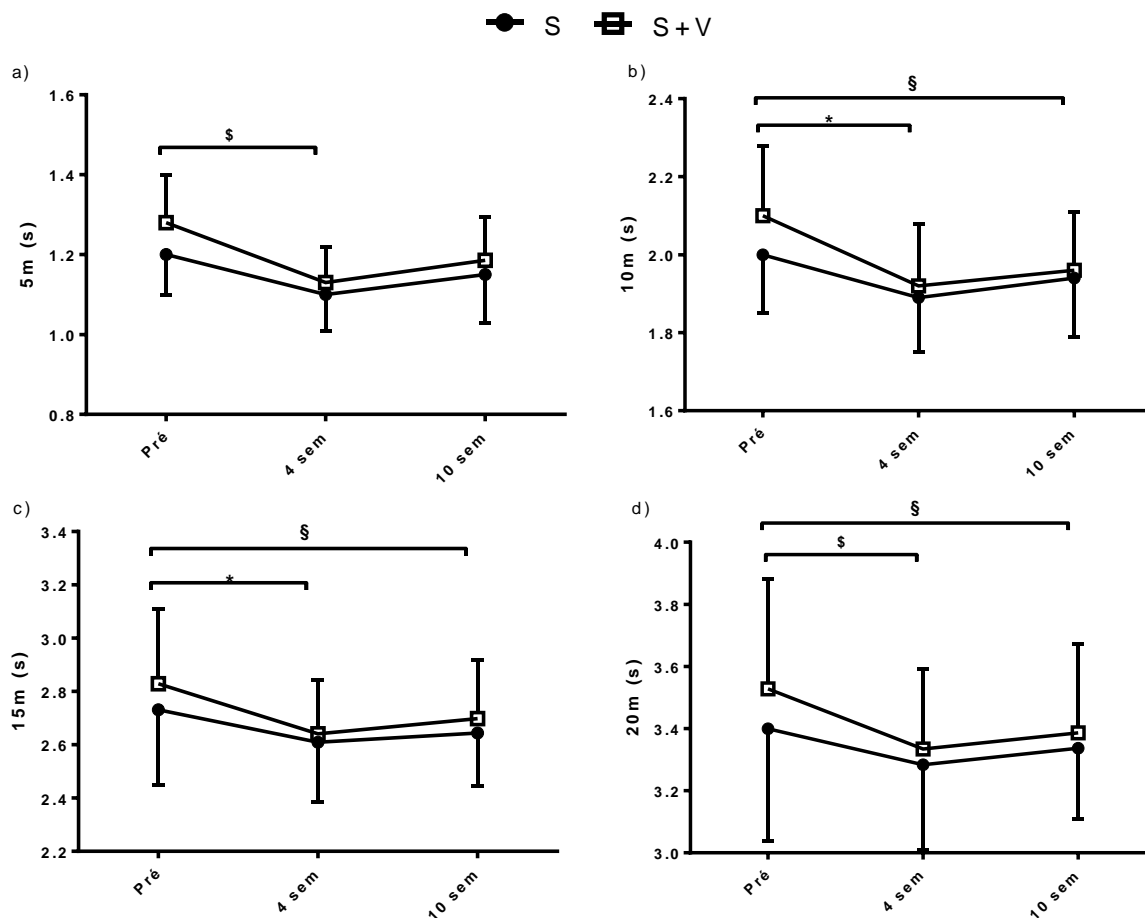 S S + V
a)
$
5m (s)
1.6
1.4
1.2
1.0
0.8
Pré 4 sem 10 sem
b)
§
*
10m (s)
2.4
2.2
2.0
1.8
1.6
Pré 4 sem 10 sem
c)
§
*
15m (s)
3.4
3.2
3.0
2.8
2.6
2.4
2.2
Pré 4 sem 10 sem
d)
§
$
20m (s)
4.0
3.8
3.6
3.4
3.2
3.0
Pré 4 sem 10 sem